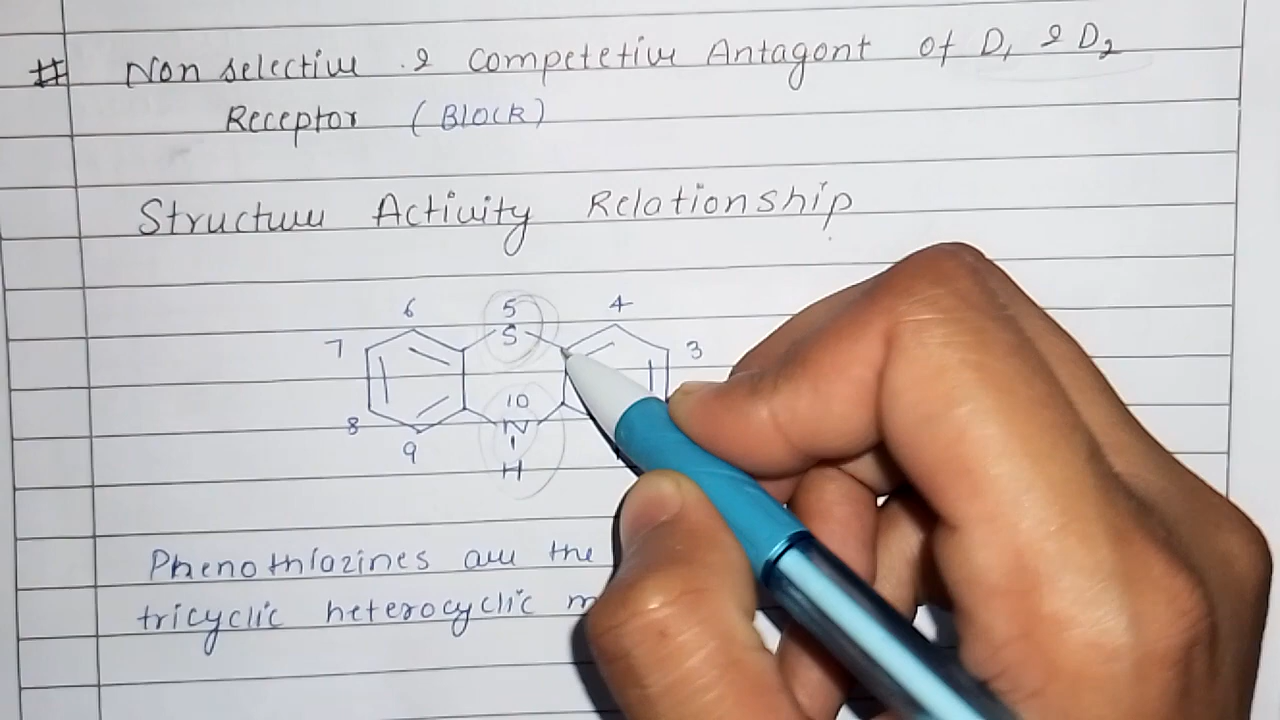 # Non selective & Competetive Antagont of D1 & D2
Receptor (Block)
Structure Activity Relationship
6 5 4
7 S 3
10
8 N
9 H
Phenothiazines are the
tricyclic heterocyclic m